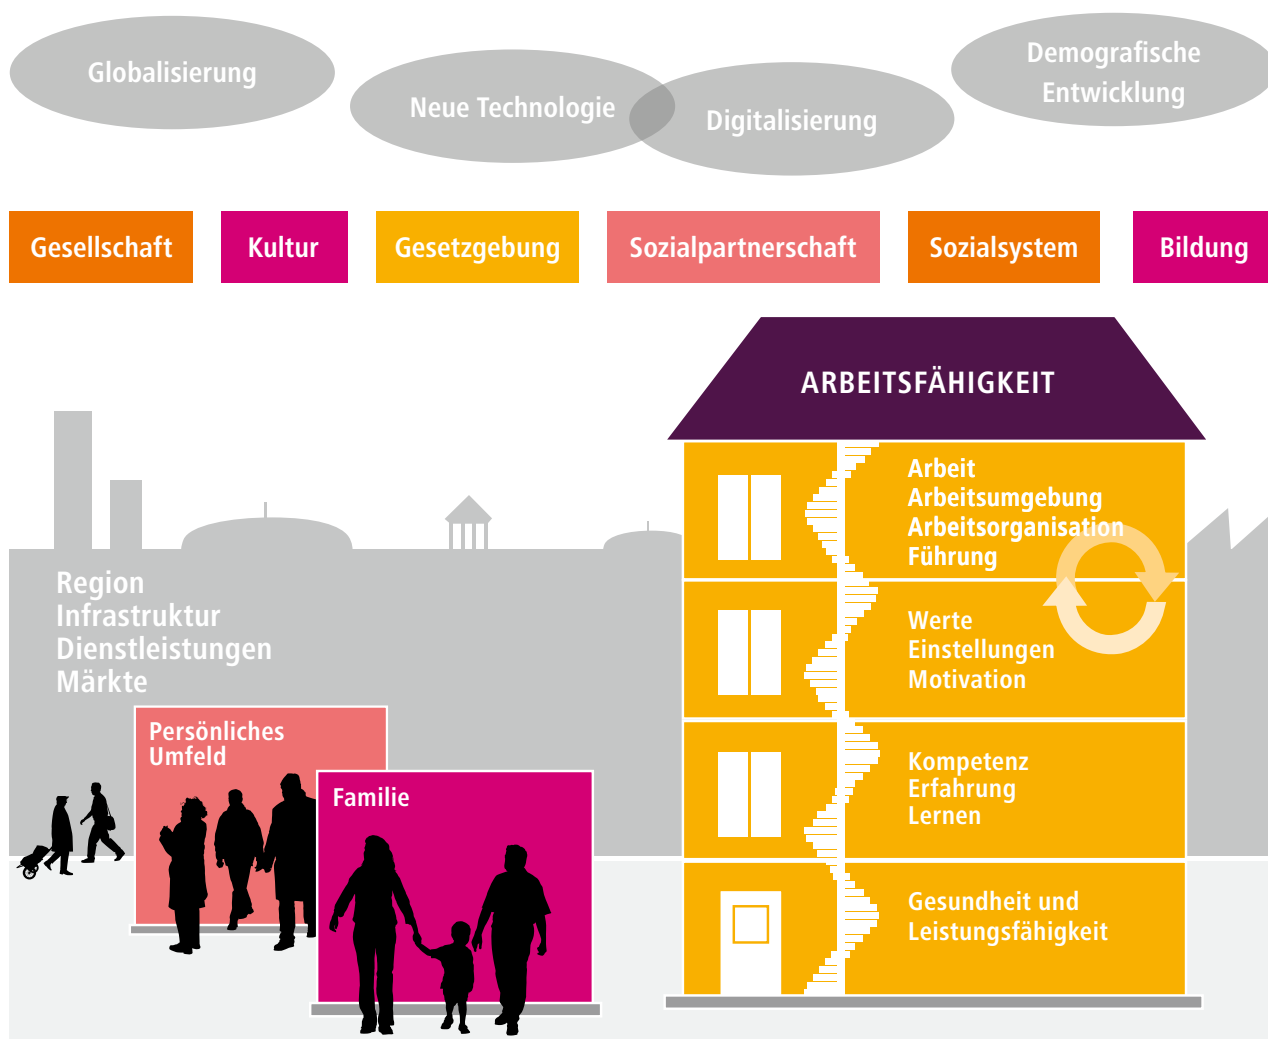 Globalisierung
Neue Technologie
Digitalisierung
Demografische
Entwicklung
Gesellschaft
Kultur
Gesetzgebung
Sozialpartnerschaft
Sozialsystem
Bildung
ARBEITSFÄHIGKEIT
Arbeit
Arbeitsumgebung
Arbeitsorganisation
Führung
Werte
Einstellungen
Motivation
Kompetenz
Erfahrung
Lernen
Gesundheit und
Leistungsfähigkeit
Region
Infrastruktur
Dienstleistungen
Märkte
Persönliches
Umfeld
Familie